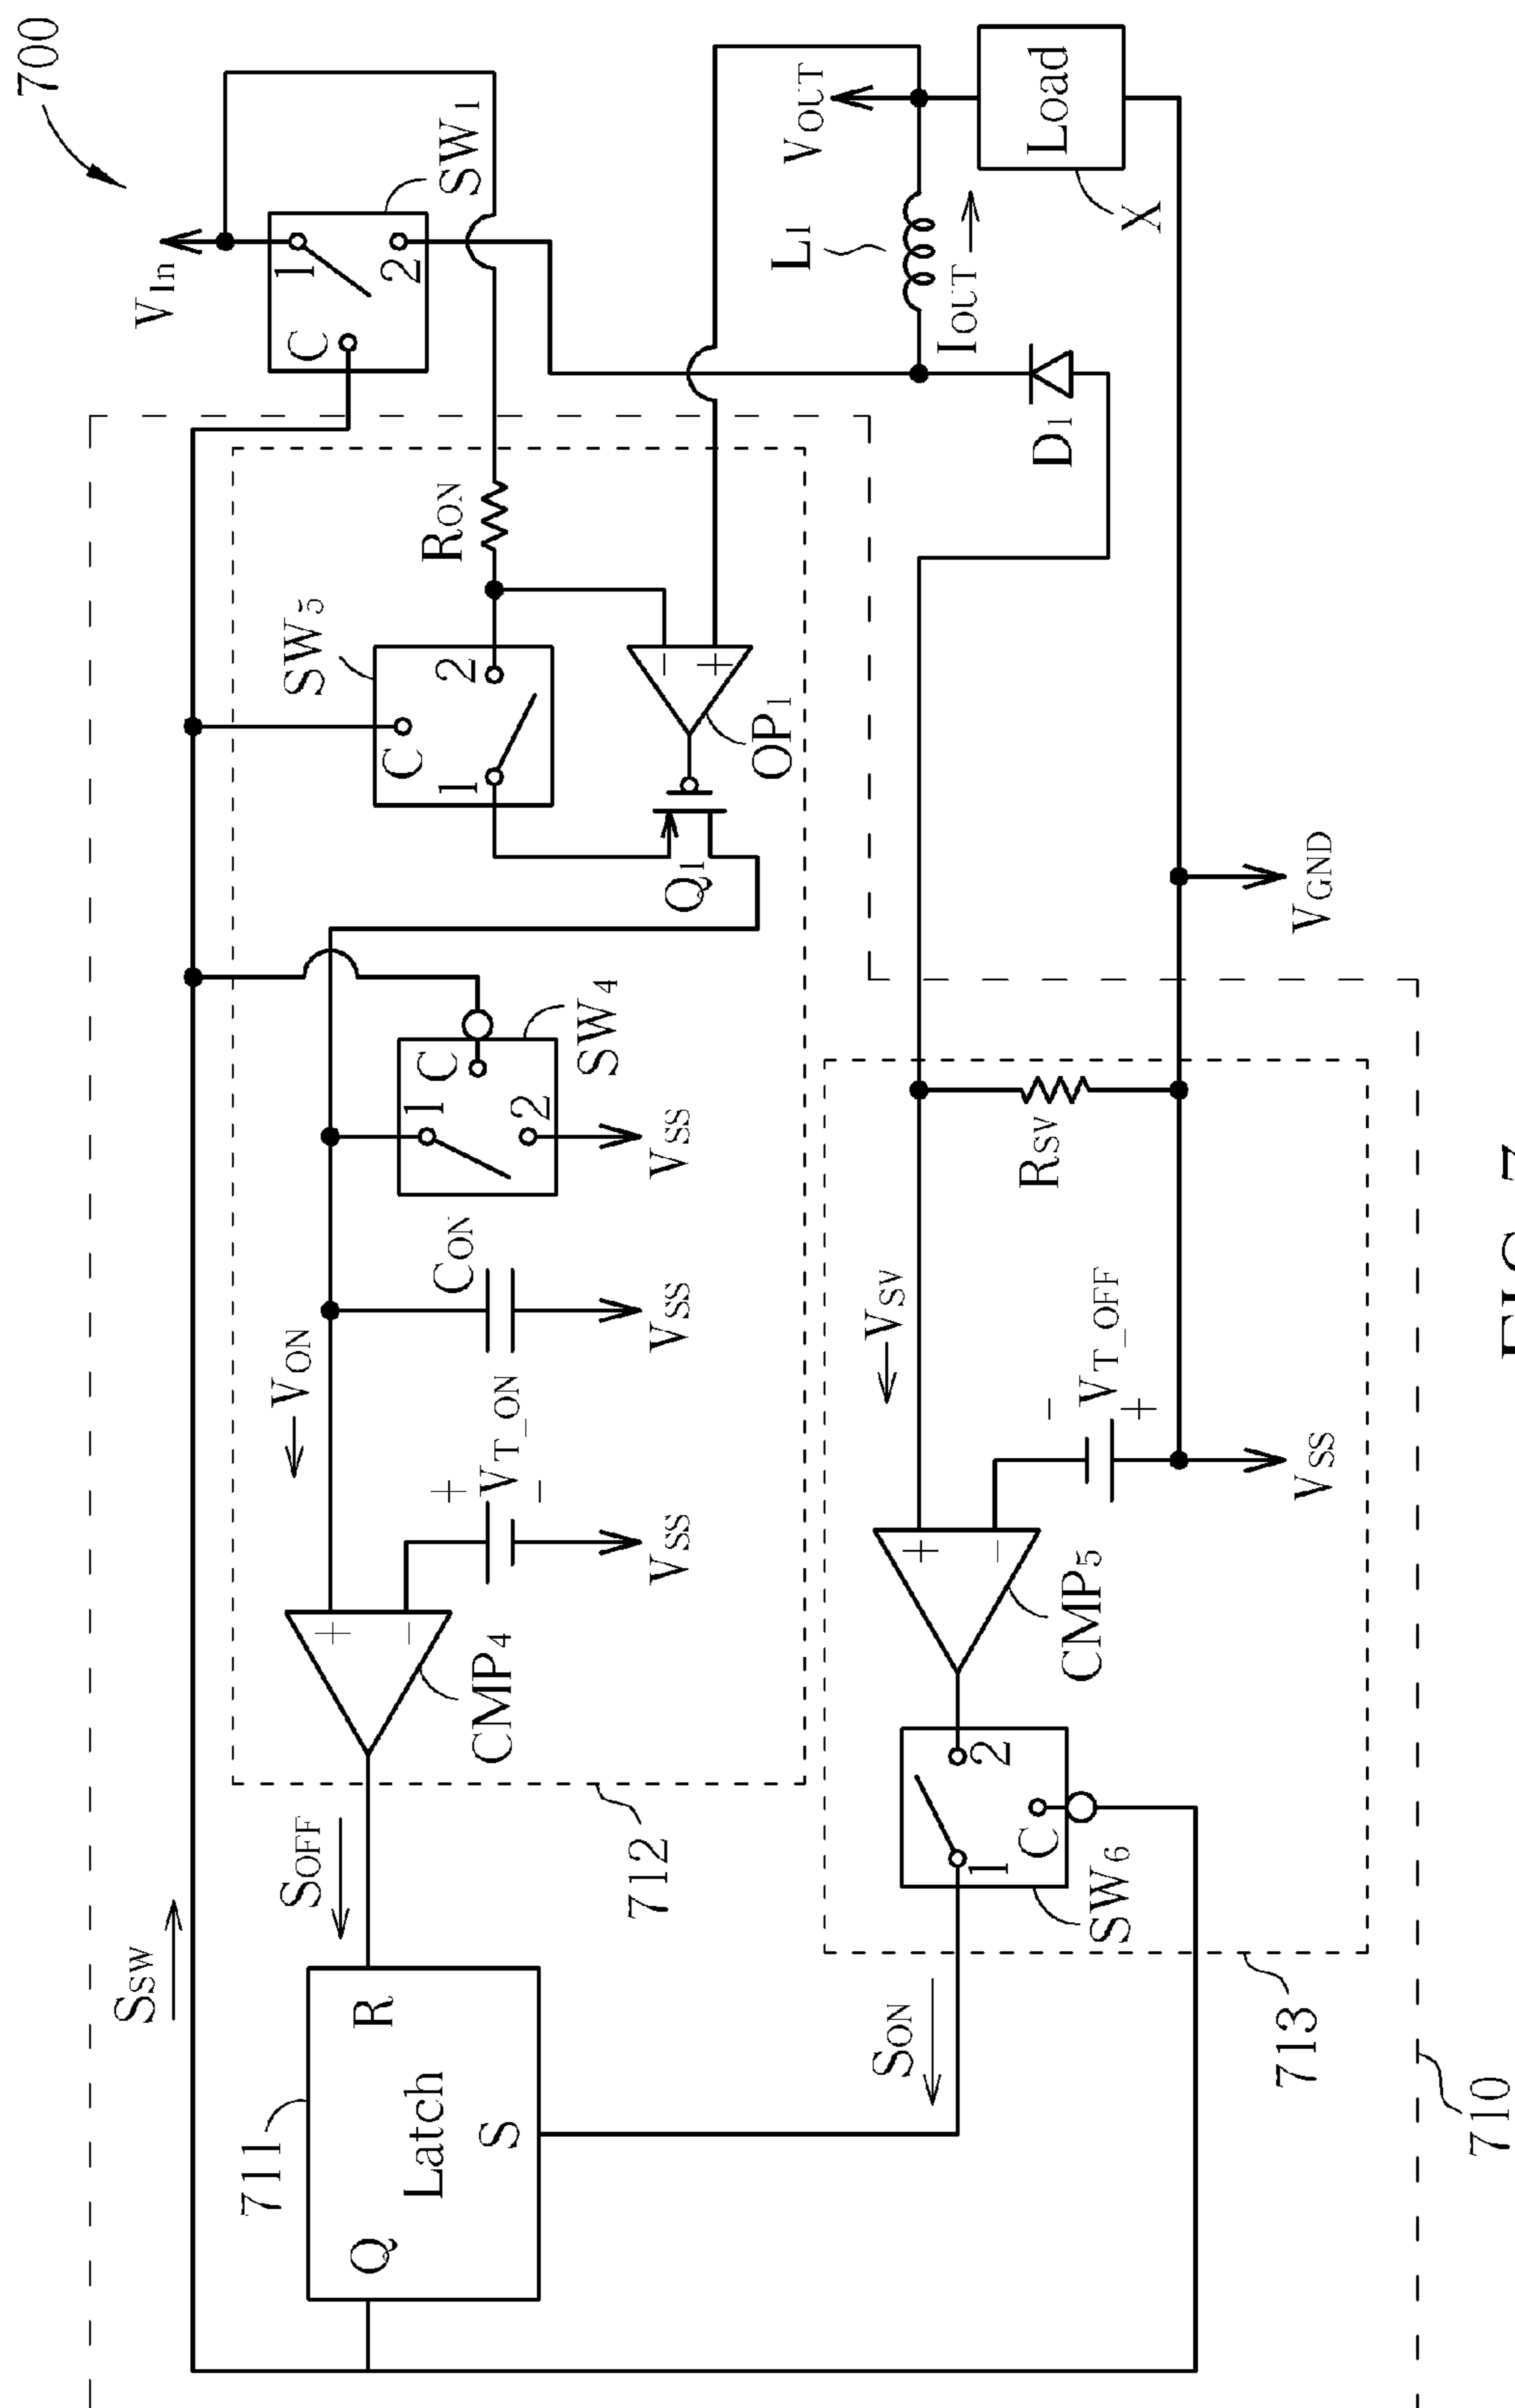 700
SSW
VIn
711
SOFF
VON
SW5
C
1
2
C
1
2
SW1
Q
R
Latch
S
+
-
CMP4
+
VT_ON
-
VSS
CON
VSS
1
C
2
SW4
VSS
C
1
2
RON
Q1
-
+
OP1
712
SON
VSV
L1
VOUT
IOUT
1
2
C
SW6
+
-
CMP5
-
VT_OFF
+
RSV
D1
Load
X
713
VSS
VGND
710